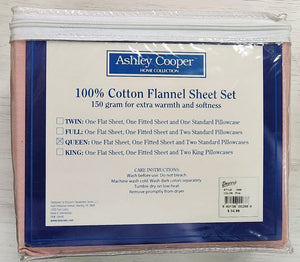 Ashley Cooper
HOME COLLECTION
100% Cotton Flannel Sheet Set
150 gram for extra warmth and softness
TWIN: One Flat Sheet, One Fitted Sheet and One Standard Pillowcase
FULL: One Flat Sheet, One Fitted Sheet and Two Standard Pillowcases
QUEEN: One Flat Sheet, One Fitted Sheet and Two Standard Pillowcases
KING: One Flat Sheet, One Fitted Sheet and Two King Pillowcases
CARE INSTRUCTIONS:
Wash before use. Do not bleach.
Machine wash cold. Wash dark colors separately
Tumble dry on low heat.
Remove promptly from dryer